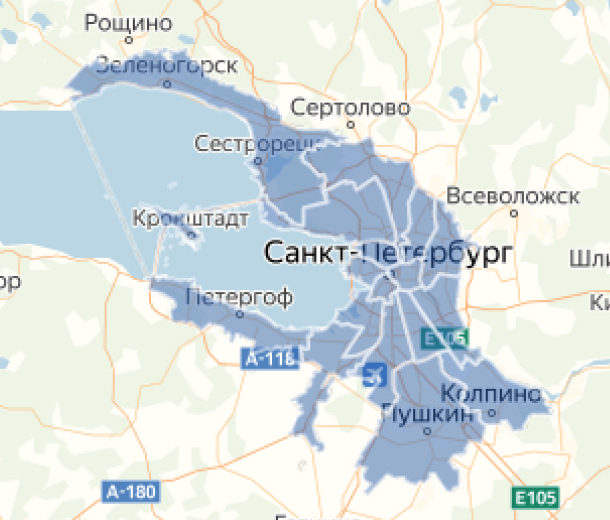 Рощино
Зеленогорск
Сертолово
Сестрорецк
Всеволожск
Кронштадт
Санкт-Петербург
Шли
ор
Петергоф
Ки
E105
А-118
Колпино
Пушкин
А-180
E105